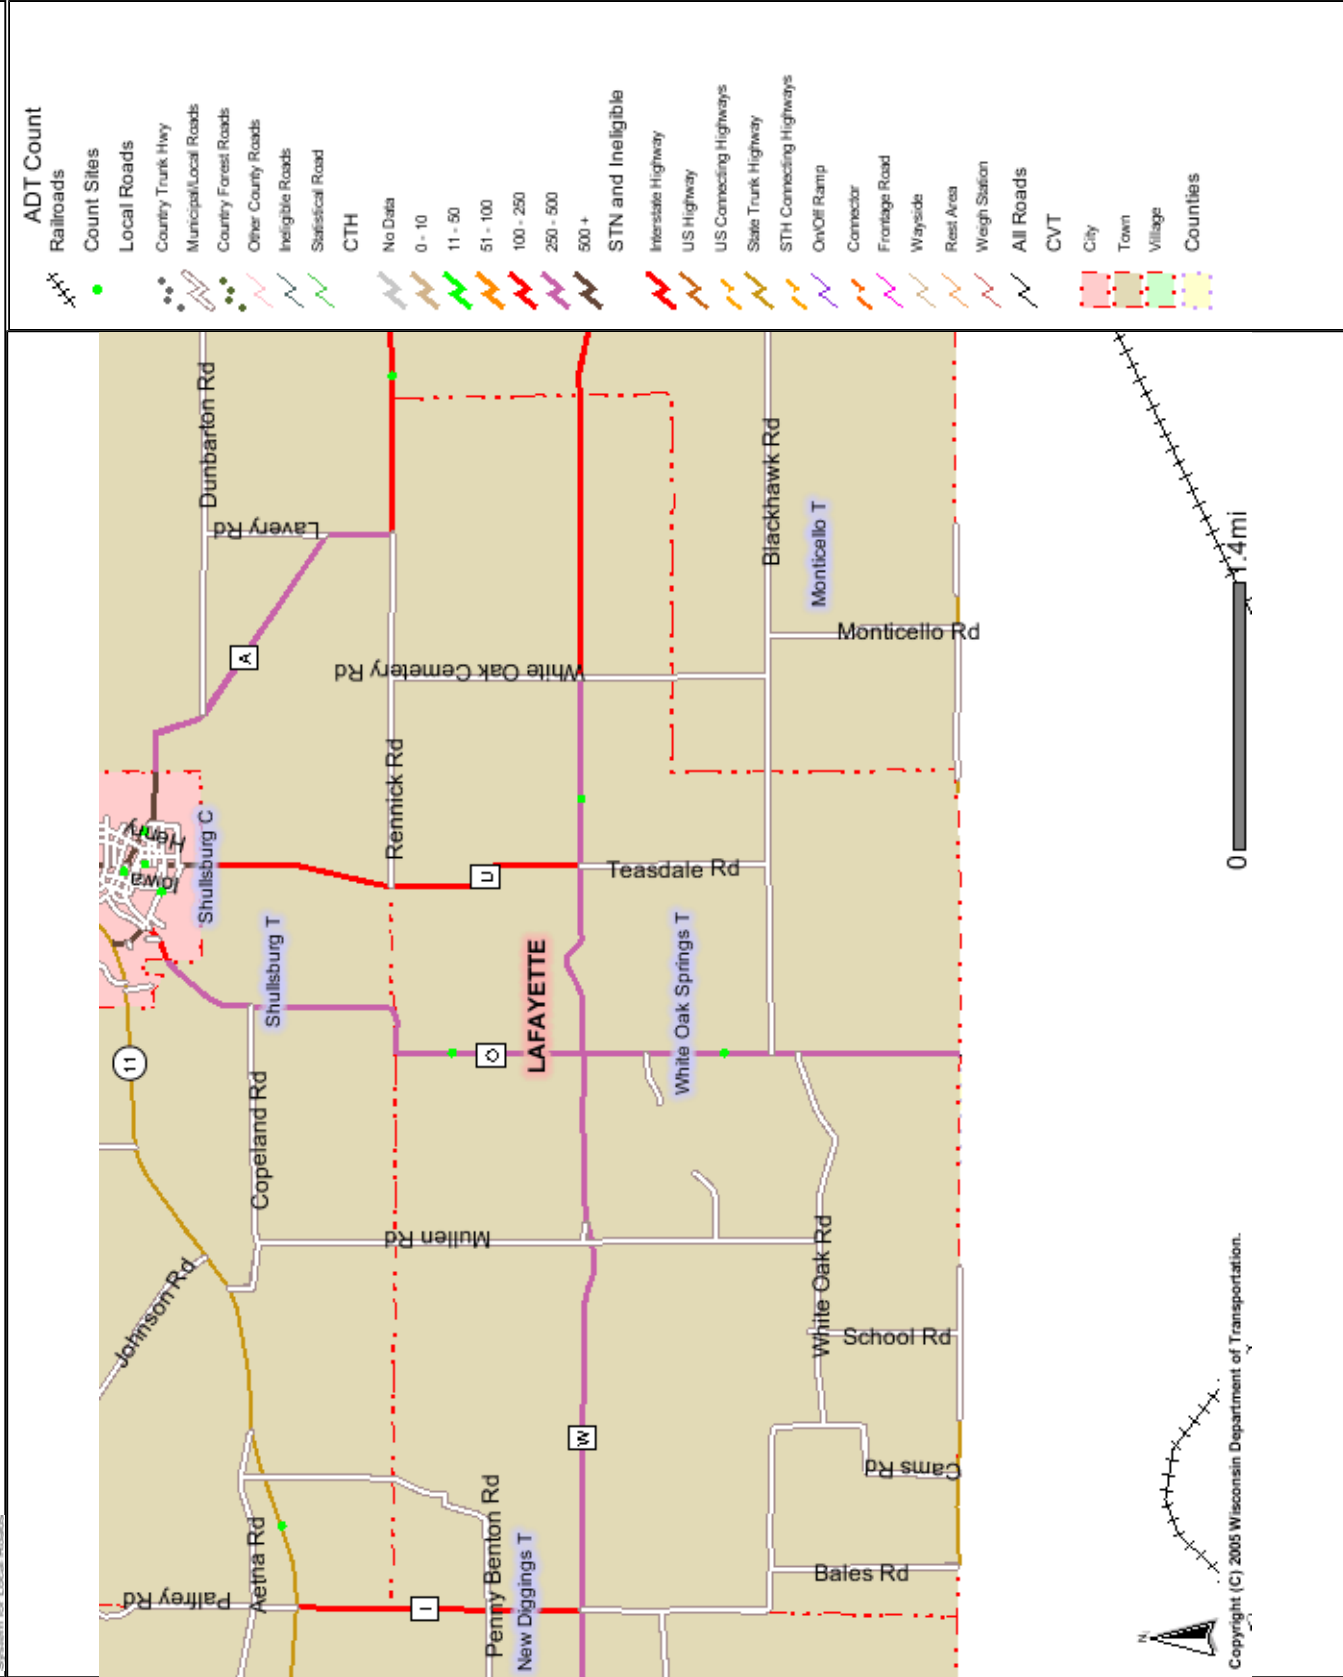 ADT Count
Railroads
Count Sites
Local Roads
Country Trunk Hwy
Municipal/Local Roads
Country Forest Roads
Other County Roads
Ineligible Roads
Statistical Road
CTH
No Data
0 - 10
11 - 50
51 - 100
100 - 250
250 - 500
500 +
STN and Ineligible
Interstate Highway
US Highway
US Connecting Highways
State Trunk Highway
STH Connecting Highways
On/Off Ramp
Connector
Frontage Road
Wayside
Rest Area
Weigh Station
All Roads
CVT
City
Town
Village
Counties
Dunbarton Rd
Lavery Rd
A
White Oak Cemetery Rd
Rennick Rd
Blackhawk Rd
Monticello T
Monticello Rd
Henry
Iowa
Shullsburg C
Shullsburg T
U
Teasdale Rd
LAFAYETTE
White Oak Springs T
O
11
Copeland Rd
Mullen Rd
Johnson Rd
White Oak Rd
School Rd
W
Cams Rd
Bales Rd
Aetna Rd
Palfrey Rd
I
Penny Benton Rd
New Diggings T
0
1.4mi
N
Copyright (C) 2005 Wisconsin Department of Transportation.